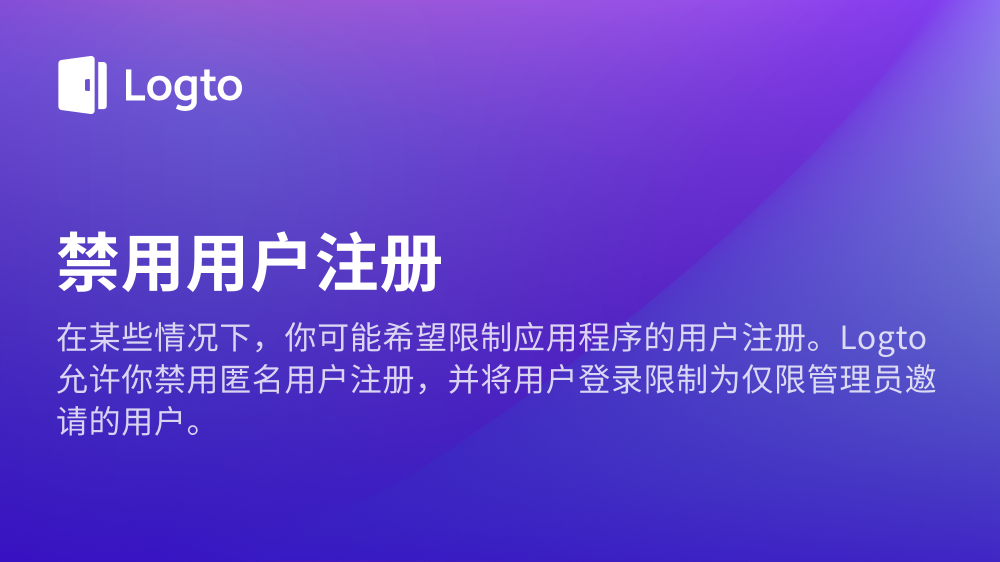 Logto
禁用用户注册
在某些情况下，你可能希望限制应用程序的用户注册。Logto
允许你禁用匿名用户注册，并将用户登录限制为仅限管理员邀
请的用户。